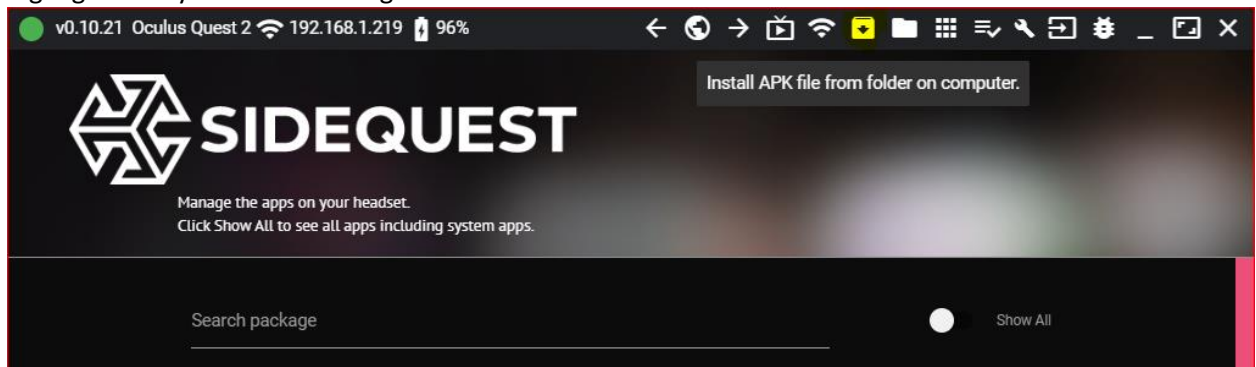 v0.10.21 Oculus Quest 2 192.168.1.219 96%
Install APK file from folder on computer.
SIDEQUEST
Manage the apps on your headset.
Click Show All to see all apps including system apps.
Search package Show All